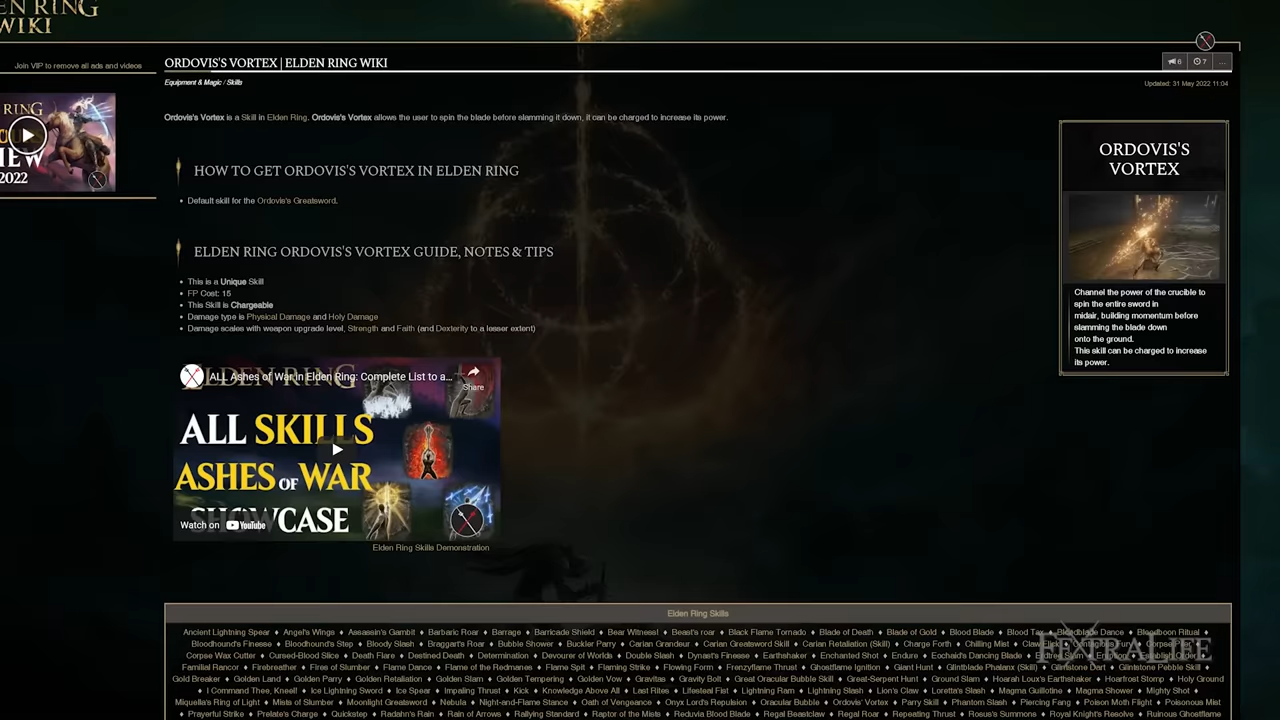 EN RING
WIKI
Join VIP to remove all ads and videos
ORDOVIS'S VORTEX | ELDEN RING WIKI
6
7
...
Equipment & Magic / Skills
Updated: 31 May 2022 11:04
RING
IEW
2022
Ordovis's Vortex is a Skill in Elden Ring. Ordovis's Vortex allows the user to spin the blade before slamming it down, it can be charged to increase its power.
HOW TO GET ORDOVIS'S VORTEX IN ELDEN RING
• Default skill for the Ordovis's Greatsword.
ELDEN RING ORDOVIS'S VORTEX GUIDE, NOTES & TIPS
• This is a Unique Skill
• FP Cost: 15
• This Skill is Chargeable
• Damage type is Physical Damage and Holy Damage
• Damage scales with weapon upgrade level, Strength and Faith (and Dexterity to a lesser extent)
ORDOVIS'S
VORTEX
Channel the power of the crucible to
spin the entire sword in
midair, building momentum before
slamming the blade down
onto the ground.
This skill can be charged to increase
its power.
ELDEN RING
ALL Ashes of War in Elden Ring: Complete List to a...
Share
ALL SKILLS
ASHES OF WAR
SHOWCASE
Watch on YouTube
Elden Ring Skills Demonstration
Elden Ring Skills
Ancient Lightning Spear ♦ Angel's Wings ♦ Assassin's Gambit ♦ Barbaric Roar ♦ Barrage ♦ Barricade Shield ♦ Bear Witness! ♦ Beast's roar ♦ Black Flame Tornado ♦ Blade of Death ♦ Blade of Gold ♦ Blood Blade ♦ Blood Tax ♦ Bloodblade Dance ♦ Bloodboon Ritual ♦
Bloodhound's Finesse ♦ Bloodhound's Step ♦ Bloody Slash ♦ Braggart's Roar ♦ Bubble Shower ♦ Buckler Parry ♦ Carian Grandeur ♦ Carian Greatsword Skill ♦ Carian Retaliation (Skill) ♦ Charge Forth ♦ Chilling Mist ♦
Corpse Wax Cutter ♦ Cursed-Blood Slice ♦ Death Flare ♦ Destined Death ♦ Determination ♦ Devourer of Worlds ♦ Double Slash ♦ Dynast's Finesse ♦ Earthshaker ♦ Enchanted Shot ♦ Endure ♦ Eochaid's Dancing Blade ♦ Erdtree Slam ♦ Establish Order ♦
Familial Rancor ♦ Firebreather ♦ Fires of Slumber ♦ Flame Dance ♦ Flame of the Redmanes ♦ Flame Spit ♦ Flaming Strike ♦ Flowing Form ♦ Frenzyflame Thrust ♦ Ghostflame Ignition ♦ Giant Hunt ♦ Glintblade Phalanx (Skill) ♦ Glintstone Dart ♦ Glintstone Pebble Skill ♦
Gold Breaker ♦ Golden Land ♦ Golden Parry ♦ Golden Retaliation ♦ Golden Slam ♦ Golden Tempering ♦ Golden Vow ♦ Gravitas ♦ Gravity Bolt ♦ Great Oracular Bubble Skill ♦ Great-Serpent Hunt ♦ Ground Slam ♦ Hoarah Loux's Earthshaker ♦ Hoarfrost Stomp ♦ Holy Ground
♦ I Command Thee, Kneel! ♦ Ice Lightning Sword ♦ Ice Spear ♦ Impaling Thrust ♦ Kick ♦ Knowledge Above All ♦ Last Rites ♦ Lifesteal Fist ♦ Lightning Ram ♦ Lightning Slash ♦ Lion's Claw ♦ Loretta's Slash ♦ Magma Guillotine ♦ Magma Shower ♦ Mighty Shot ♦
Miquella's Ring of Light ♦ Mists of Slumber ♦ Moonlight Greatsword ♦ Nebula ♦ Night-and-Flame Stance ♦ Oath of Vengeance ♦ Onyx Lord's Repulsion ♦ Oracular Bubble ♦ Ordovis' Vortex ♦ Parry Skill ♦ Phantom Slash ♦ Piercing Fang ♦ Poison Moth Flight ♦ Poisonous Mist
♦ Prayerful Strike ♦ Prelate's Charge ♦ Quickstep ♦ Radahn's Rain ♦ Rain of Arrows ♦ Rallying Standard ♦ Raptor of the Mists ♦ Reduvia Blood Blade ♦ Regal Beastclaw ♦ Regal Roar ♦ Repeating Thrust ♦ Rosus's Summons ♦ Royal Knight's Resolve ♦ Ruinous Ghostflame
FEXTRALIFE